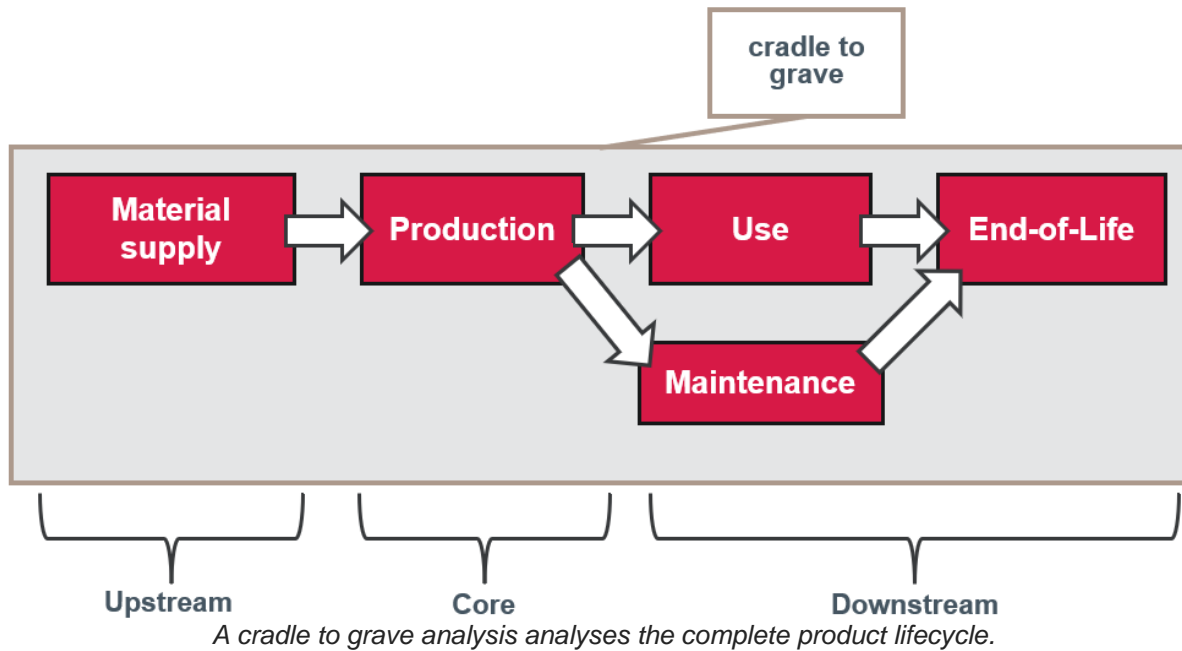 cradle to
grave
Material
supply
Production
Use
End-of-Life
Maintenance
Upstream
Core
Downstream
A cradle to grave analysis analyses the complete product lifecycle.